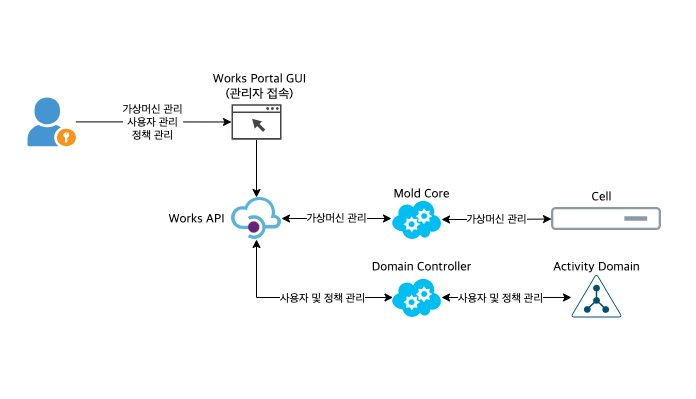 Works Portal GUI
(관리자 접속)
가상머신 관리
사용자 관리
정책 관리
Works API
가상머신 관리
Mold Core
가상머신 관리
Cell
Domain Controller
Activity Domain
사용자 및 정책 관리
사용자 및 정책 관리